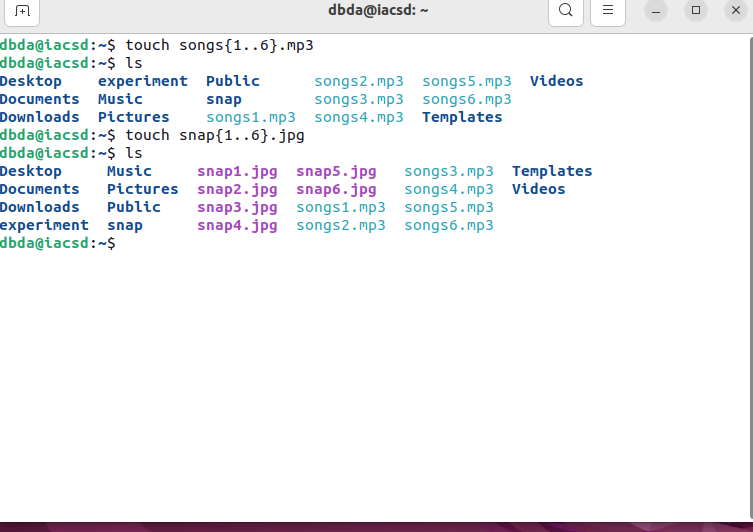 dbda@iacsd: ~
dbda@iacsd:~$ touch songs{1..6}.mp3
dbda@iacsd:~$ ls
Desktop    experiment  Public      songs2.mp3  songs5.mp3  Videos
Documents  Music       snap        songs3.mp3  songs6.mp3
Downloads  Pictures    songs1.mp3  songs4.mp3  Templates
dbda@iacsd:~$ touch snap{1..6}.jpg
dbda@iacsd:~$ ls
Desktop     Music     snap1.jpg  snap5.jpg   songs3.mp3  Templates
Documents   Pictures  snap2.jpg  snap6.jpg   songs4.mp3  Videos
Downloads   Public    snap3.jpg  songs1.mp3  songs5.mp3
experiment  snap      snap4.jpg  songs2.mp3  songs6.mp3
dbda@iacsd:~$